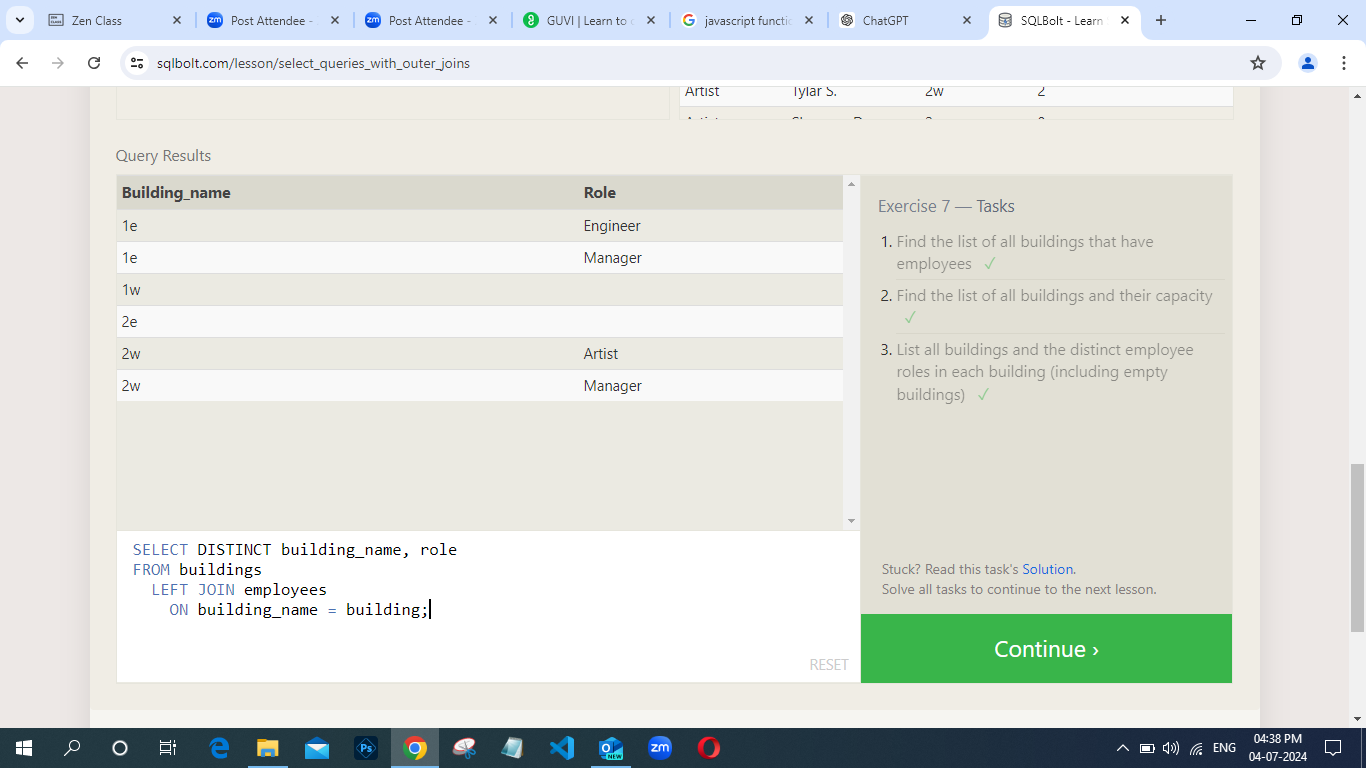 Zen Class
Post Attendee -
Post Attendee -
GUVI | Learn to c
javascript functio
ChatGPT
SQLBolt - Learn S
sqlbolt.com/lesson/select_queries_with_outer_joins
Artist Tylar S. 2w 2
Query Results
Building_name Role
1e Engineer
1e Manager
1w
2e
2w Artist
2w Manager
Exercise 7 — Tasks
1. Find the list of all buildings that have
employees ✓
2. Find the list of all buildings and their capacity
✓
3. List all buildings and the distinct employee
roles in each building (including empty
buildings) ✓
SELECT DISTINCT building_name, role
FROM buildings
LEFT JOIN employees
ON building_name = building;
RESET
Stuck? Read this task's Solution.
Solve all tasks to continue to the next lesson.
Continue ›
Ps
NEW
zm
ENG
04:38 PM
04-07-2024